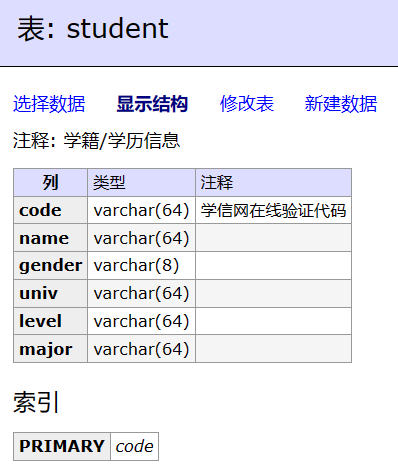 表: student
选择数据 显示结构 修改表 新建数据
注释: 学籍/学历信息
列 类型 注释
code varchar(64) 学信网在线验证代码
name varchar(64)
gender varchar(8)
univ varchar(64)
level varchar(64)
major varchar(64)
索引
PRIMARY code